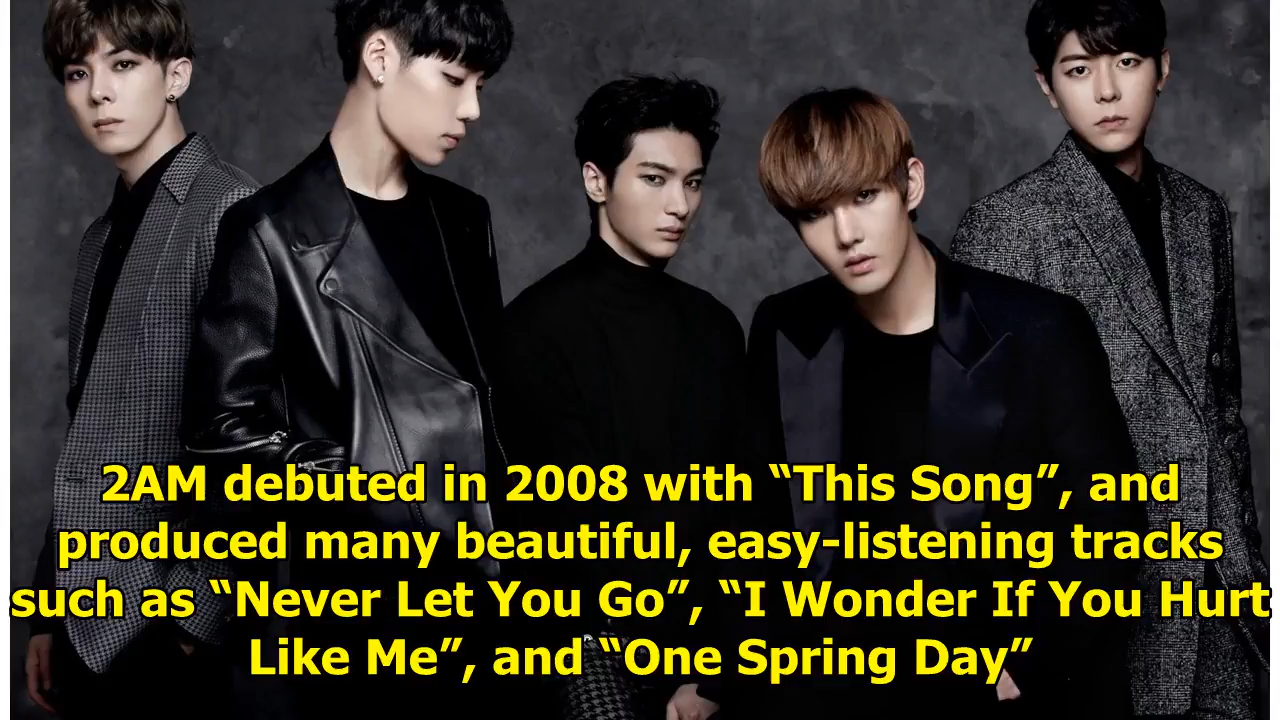 2AM debuted in 2008 with “This Song”, and
produced many beautiful, easy-listening tracks
such as “Never Let You Go”, “I Wonder If You Hurt
Like Me”, and “One Spring Day”